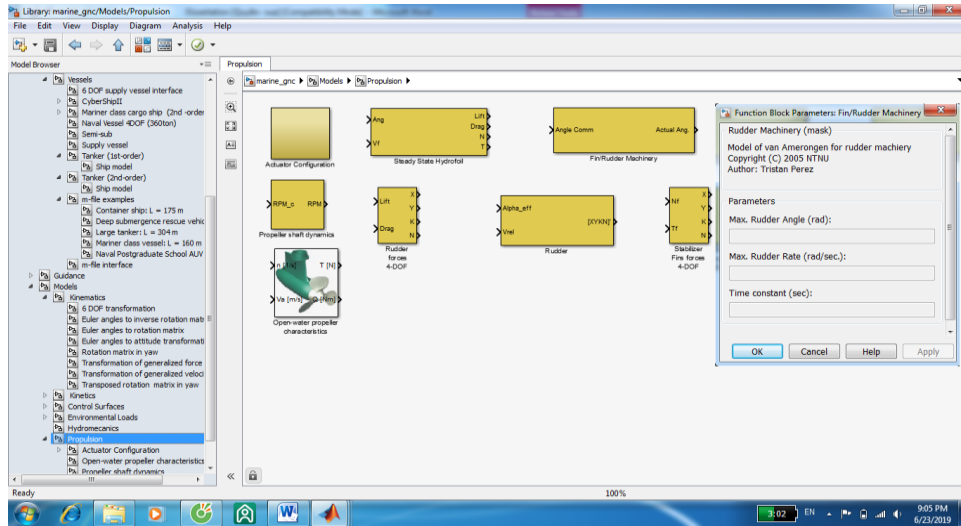 Library: marine_gnc/Models/Propulsion
File Edit View Display Diagram Analysis Help
Model Browser
Propulsion
marine_gnc Models Propulsion
Vessels
6 DOF supply vessel interface
CyberShipII
Mariner class cargo ship (2nd -order
Naval Vessel 4DOF (360ton)
Semi-sub
Supply vessel
Tanker (1st-order)
Ship model
Tanker (2nd-order)
Ship model
m-file examples
Container ship: L = 175 m
Deep submergence rescue vehic
Large tanker: L = 304 m
Mariner class vessel: L = 160 m
Naval Postgraduate School AUV
m-file interface
Guidance
Models
Kinematics
6 DOF transformation
Euler angles to inverse rotation matr
Euler angles to rotation matrix
Euler angles to attitude transformati
Rotation matrix in yaw
Transformation of generalized force
Transformation of generalized veloci
Transposed rotation matrix in yaw
Kinetics
Control Surfaces
Environmental Loads
Hydromecanics
Propulsion
Actuator Configuration
Open-water propeller characteristics
Propeller shaft dynamics
Actuator Configuration
Ang
Vf
Lift
Drag
N
T
Steady State Hydrofoil
Angle Comm
Actual Ang.
Fin/Rudder Machinery
RPM_c RPM
Propeller shaft dynamics
Lift
Drag
X
Y
K
N
Rudder
forces
4-DOF
Alpha_eff
Vrel
[XYKN]'
Rudder
Nf
Tf
X
Y
K
N
Stabilizer
Fins forces
4-DOF
T [N]
Va [m/s]
Q [Nm]
Open-water propeller
characteristics
Function Block Parameters: Fin/Rudder Machinery
Rudder Machinery (mask)
Model of van Amerongen for rudder machiery
Copyright (C) 2005 NTNU
Author: Tristan Perez
Parameters
Max. Rudder Angle (rad):
Max. Rudder Rate (rad/sec.):
Time constant (sec):
OK Cancel Help Apply
Ready
100%
3:02 EN
9:05 PM
6/23/2019